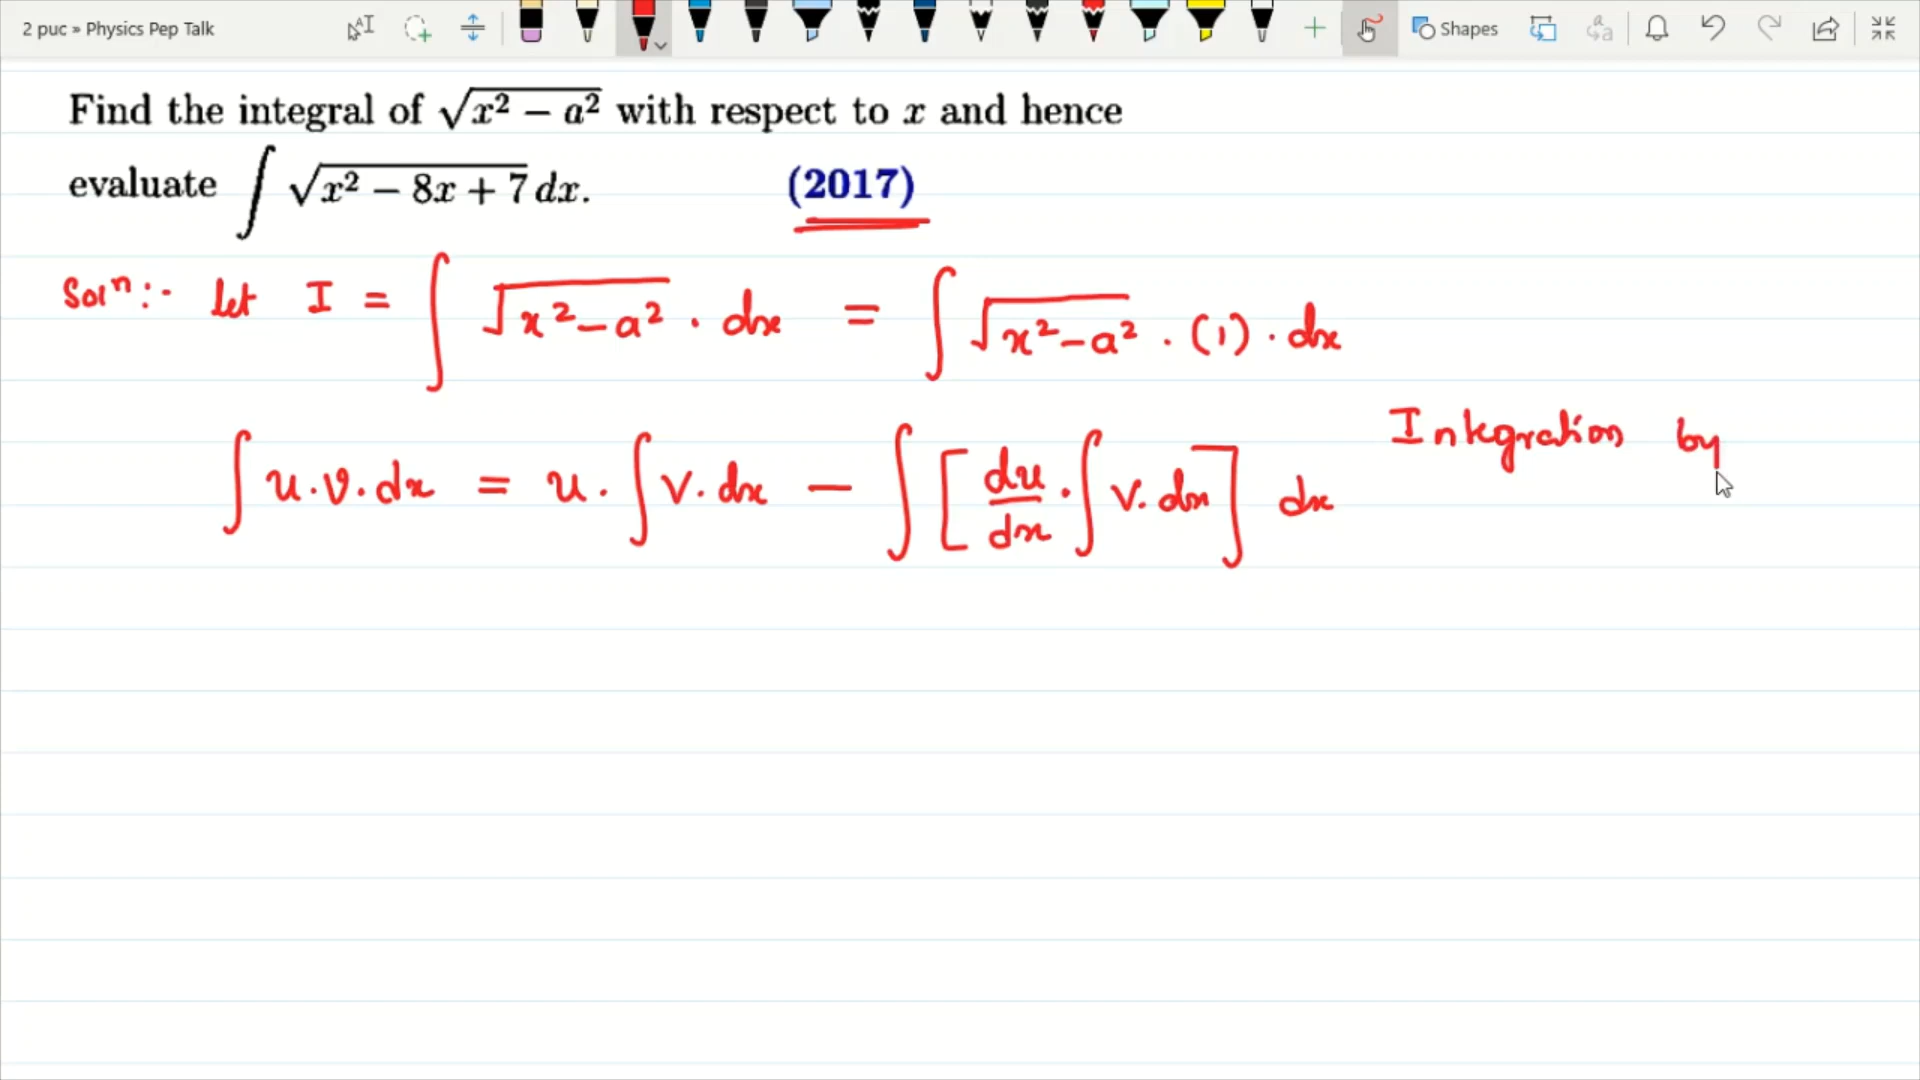 2 puc » Physics Pep Talk
Shapes
Find the integral of √(x² − a²) with respect to x and hence
evaluate ∫ √(x² − 8x + 7) dx. (2017)
Solⁿ:- let I = ∫ √(x²−a²) · dx = ∫ √(x²−a²) · (1) · dx
Integration by
∫ u.v.dx = u · ∫ v.dx − ∫ [du/dx · ∫ v.dx] dx